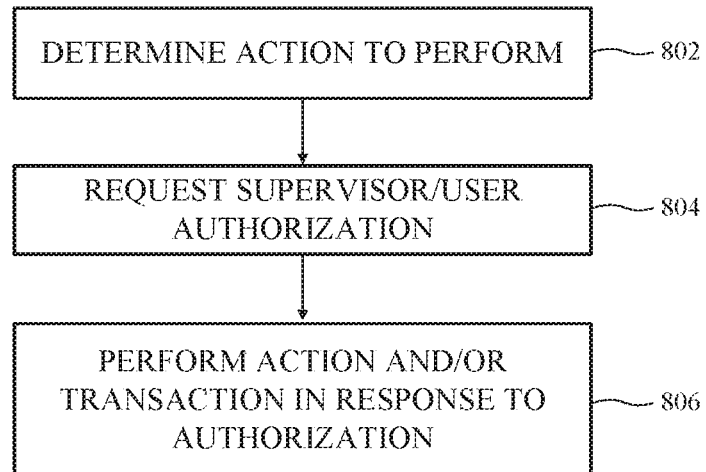 DETERMINE ACTION TO PERFORM
802
REQUEST SUPERVISOR/USER
AUTHORIZATION
804
PERFORM ACTION AND/OR
TRANSACTION IN RESPONSE TO
AUTHORIZATION
806